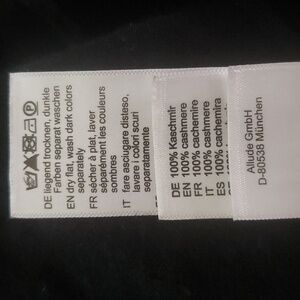 DE liegend trocknen, dunkle
Farben separat waschen
EN dry flat, wash dark colors
separately
FR sécher à plat, laver
séparément les couleurs
sombres
IT fare asciugare disteso,
lavare i colori scuri
separatamente
DE 100% Kaschmir
EN 100% cashmere
FR 100% cachemire
IT 100% cashmere
ES 100% cachemira
Allude GmbH
D-80538 München